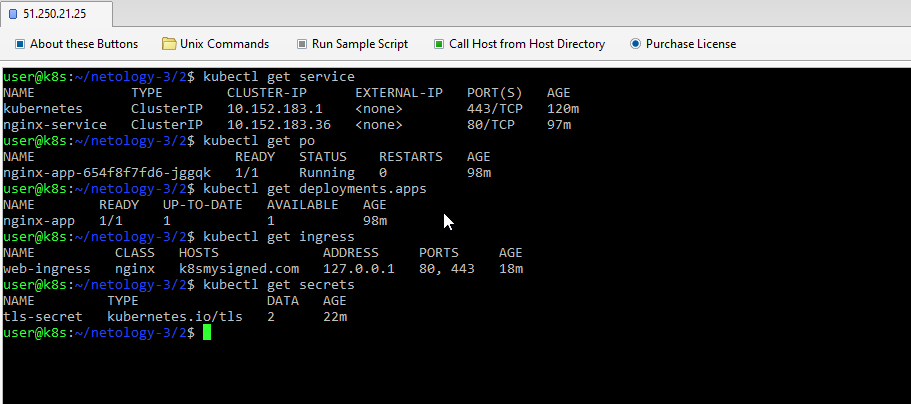 51.250.21.25
About these Buttons Unix Commands Run Sample Script Call Host from Host Directory Purchase License
user@k8s:~/netology-3/2$ kubectl get service
NAME TYPE CLUSTER-IP EXTERNAL-IP PORT(S) AGE
kubernetes ClusterIP 10.152.183.1 <none> 443/TCP 120m
nginx-service ClusterIP 10.152.183.36 <none> 80/TCP 97m
user@k8s:~/netology-3/2$ kubectl get po
NAME READY STATUS RESTARTS AGE
nginx-app-654f8f7fd6-jggqk 1/1 Running 0 98m
user@k8s:~/netology-3/2$ kubectl get deployments.apps
NAME READY UP-TO-DATE AVAILABLE AGE
nginx-app 1/1 1 1 98m
user@k8s:~/netology-3/2$ kubectl get ingress
NAME CLASS HOSTS ADDRESS PORTS AGE
web-ingress nginx k8smysigned.com 127.0.0.1 80, 443 18m
user@k8s:~/netology-3/2$ kubectl get secrets
NAME TYPE DATA AGE
tls-secret kubernetes.io/tls 2 22m
user@k8s:~/netology-3/2$